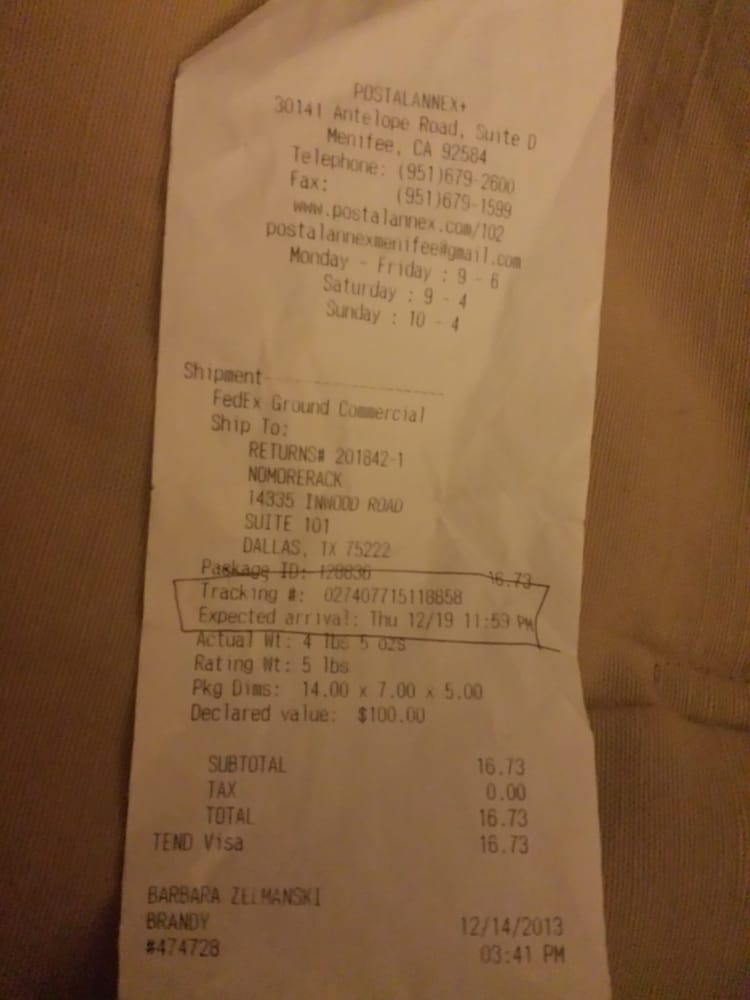 POSTALANNEX+
30141 Antelope Road, Suite D
Menifee, CA 92584
Telephone: (951)679-2600
Fax: (951)679-1599
www.postalannex.com/102
postalannexmenifee@gmail.com
Monday - Friday : 9 - 6
Saturday : 9 - 4
Sunday : 10 - 4
Shipment
FedEx Ground Commercial
Ship To:
RETURNS# 201842-1
NOMORERACK
14335 INWOOD ROAD
SUITE 101
DALLAS, TX 75222
Package ID: 128836 16.73
Tracking #: 027407715118858
Expected arrival: Thu 12/19 11:59 PM
Actual Wt: 4 lbs 5 ozs
Rating Wt: 5 lbs
Pkg Dims: 14.00 x 7.00 x 5.00
Declared value: $100.00
SUBTOTAL 16.73
TAX 0.00
TOTAL 16.73
TEND Visa 16.73
BARBARA ZELMANSKI
BRANDY 12/14/2013
#474728 03:41 PM